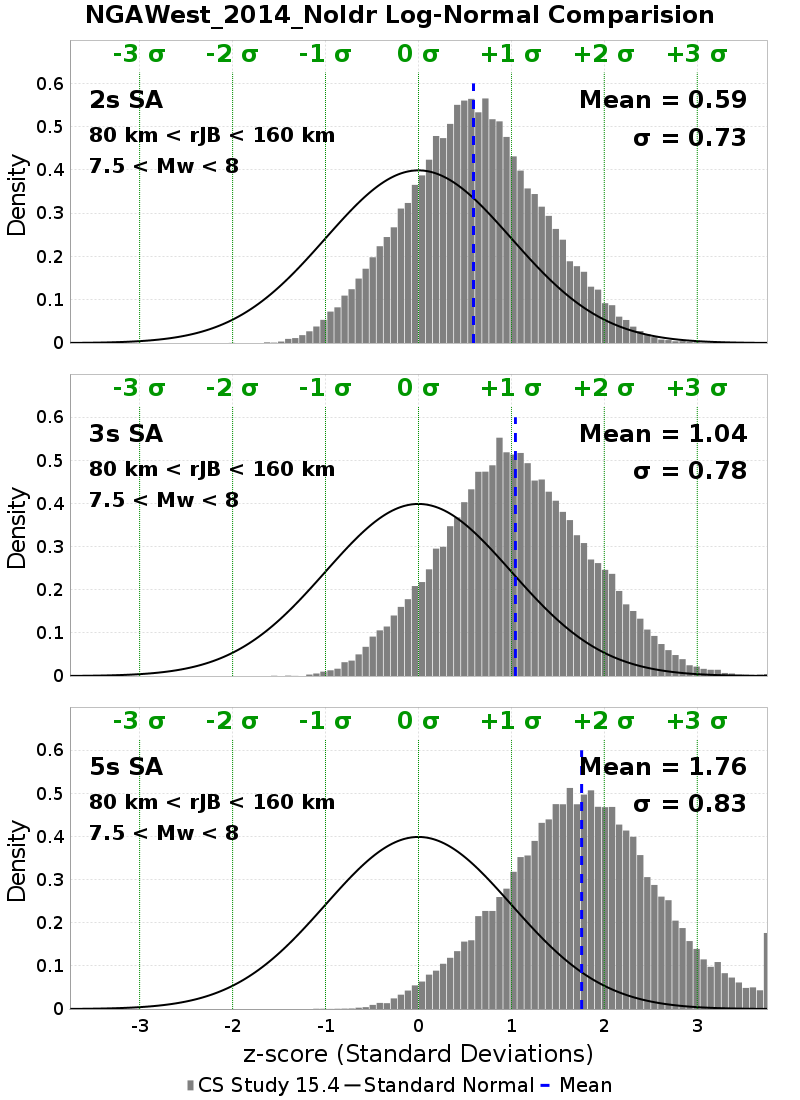 NGAWest_2014_NoIdr Log-Normal Comparision
-3 σ -2 σ -1 σ 0 σ +1 σ +2 σ +3 σ
2s SA
Mean = 0.59
80 km < rJB < 160 km
σ = 0.73
7.5 < Mw < 8
Density
0.6
0.5
0.4
0.3
0.2
0.1
0
-3 σ -2 σ -1 σ 0 σ +1 σ +2 σ +3 σ
3s SA
Mean = 1.04
80 km < rJB < 160 km
σ = 0.78
7.5 < Mw < 8
Density
0.6
0.5
0.4
0.3
0.2
0.1
0
-3 σ -2 σ -1 σ 0 σ +1 σ +2 σ +3 σ
5s SA
Mean = 1.76
80 km < rJB < 160 km
σ = 0.83
7.5 < Mw < 8
Density
0.6
0.5
0.4
0.3
0.2
0.1
0
-3 -2 -1 0 1 2 3
z-score (Standard Deviations)
CS Study 15.4 Standard Normal Mean